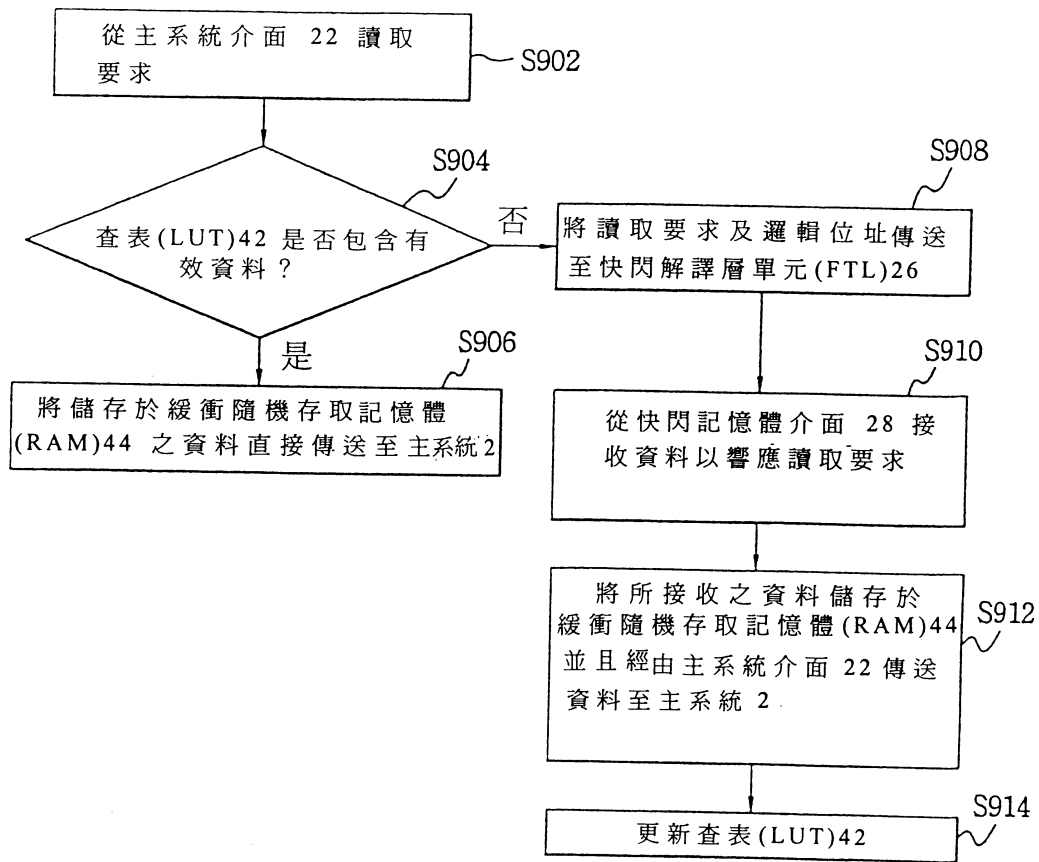 從主系統介面 22 讀取
要求
S902
S904
查表(LUT)42 是否包含有
效資料?
否
是
S906
將儲存於緩衝隨機存取記憶體
(RAM)44 之資料直接傳送至主系統2
S908
將讀取要求及邏輯位址傳送
至快閃解譯層單元(FTL)26
S910
從快閃記憶體介面 28 接
收資料以響應讀取要求
將所接收之資料儲存於
緩衝隨機存取記憶體(RAM)44
並且經由主系統介面 22 傳送
資料至主系統 2
S912
S914
更新查表(LUT)42